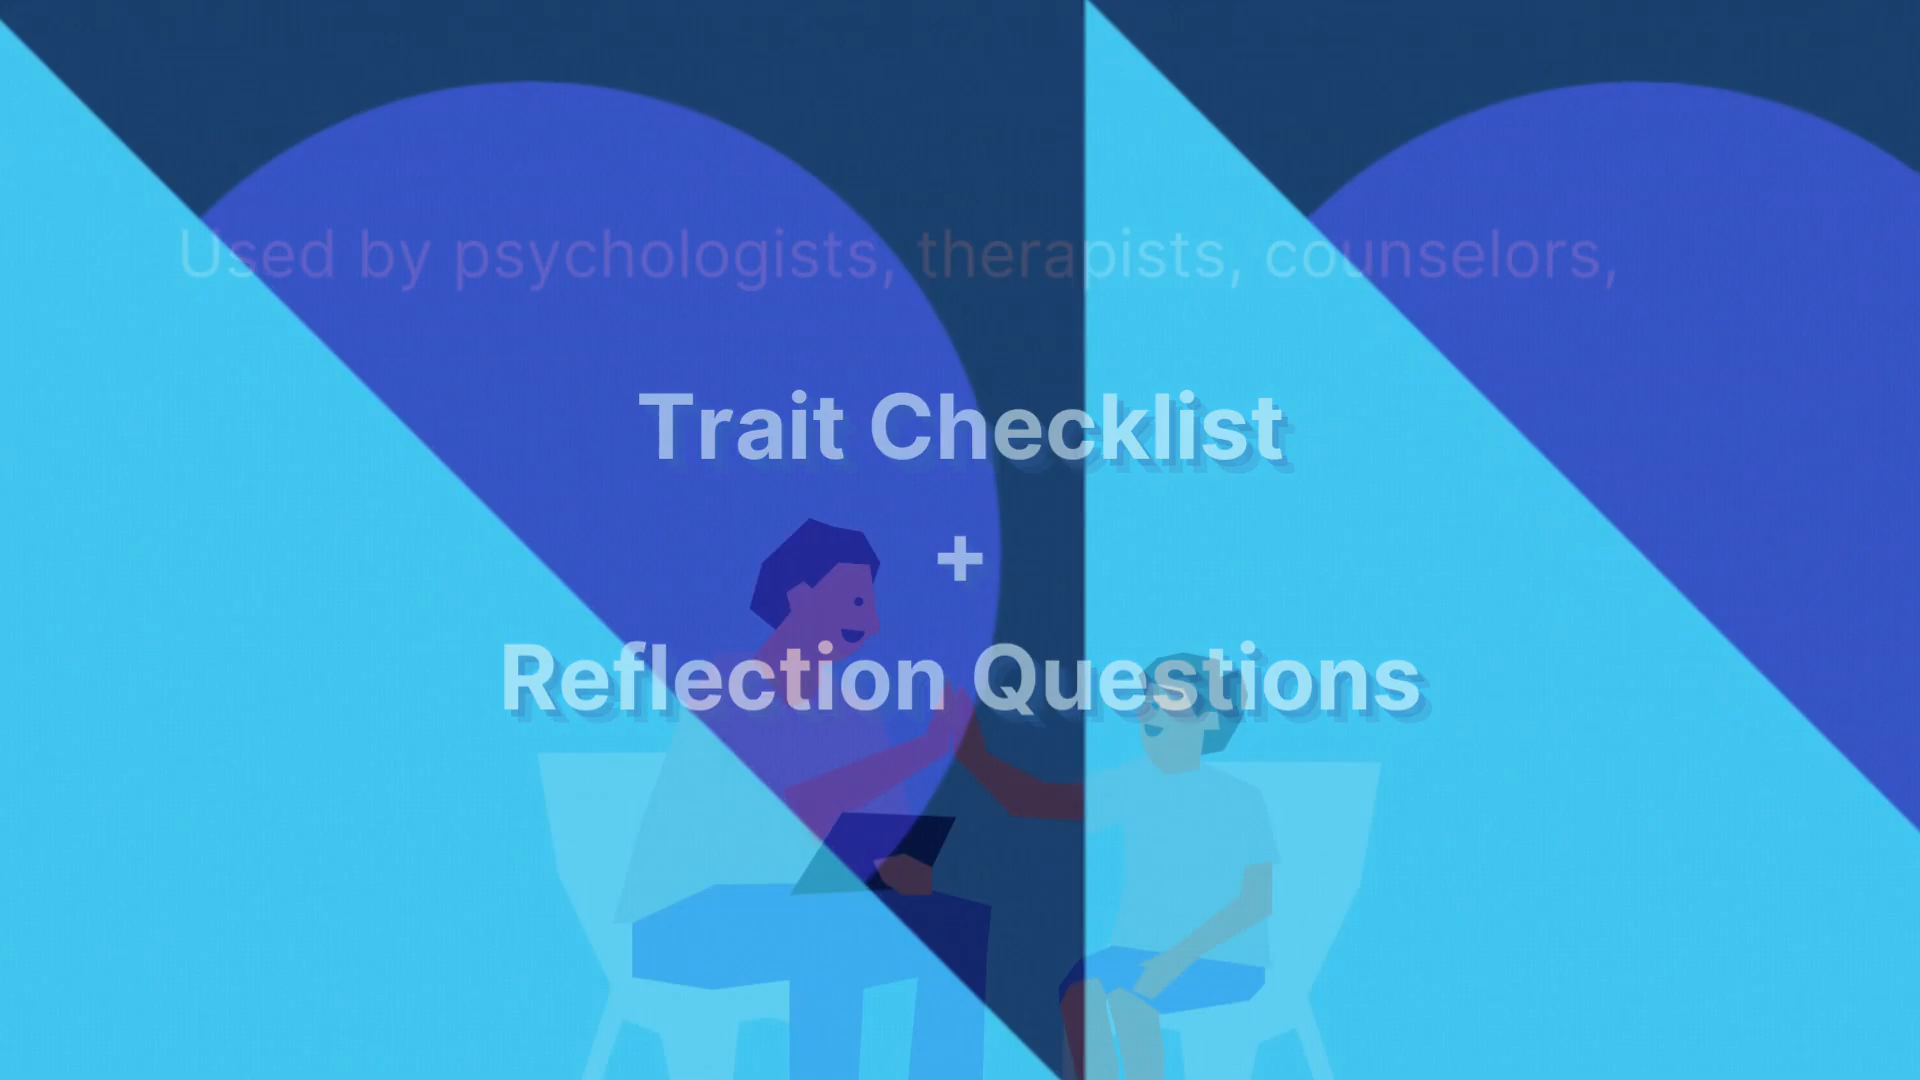 Used by psychologists, therapists, counselors,
Trait Checklist
+
Reflection Questions